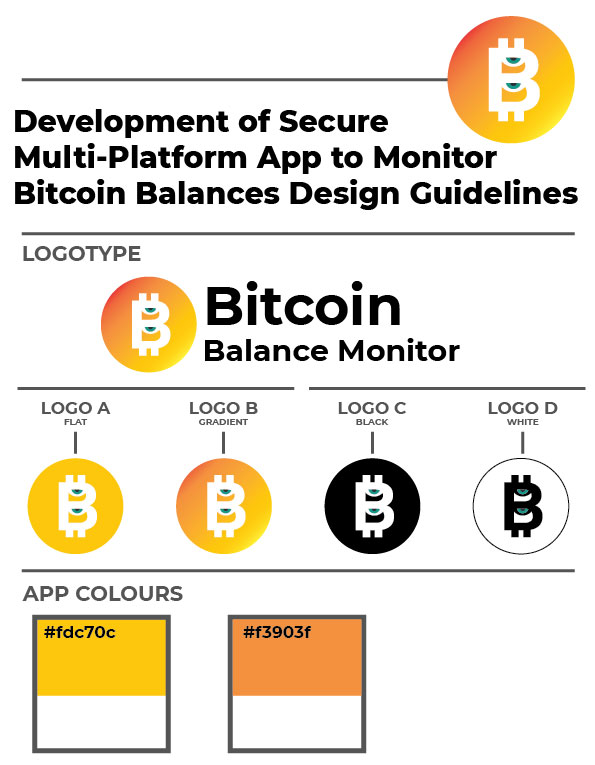 Development of Secure
Multi-Platform App to Monitor
Bitcoin Balances Design Guidelines
LOGOTYPE
Bitcoin
Balance Monitor
LOGO A
FLAT
LOGO B
GRADIENT
LOGO C
BLACK
LOGO D
WHITE
APP COLOURS
#fdc70c
#f3903f